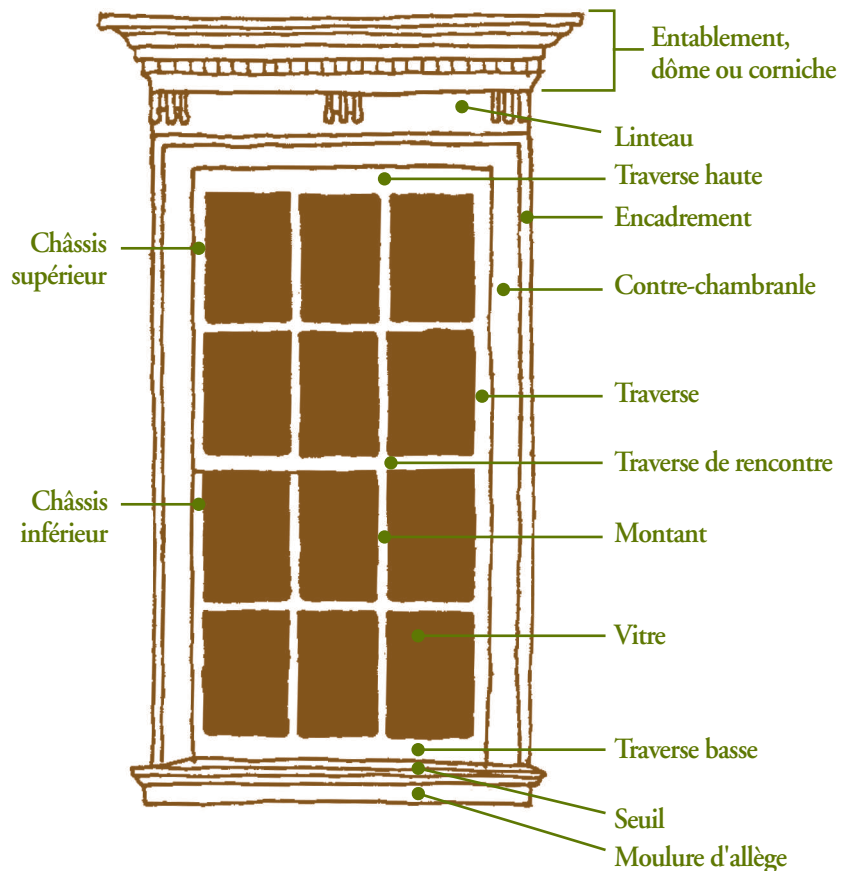 Entablement,
dôme ou corniche
Linteau
Traverse haute
Encadrement
Châssis
supérieur
Contre-chambranle
Traverse
Traverse de rencontre
Châssis
inférieur
Montant
Vitre
Traverse basse
Seuil
Moulure d'allège